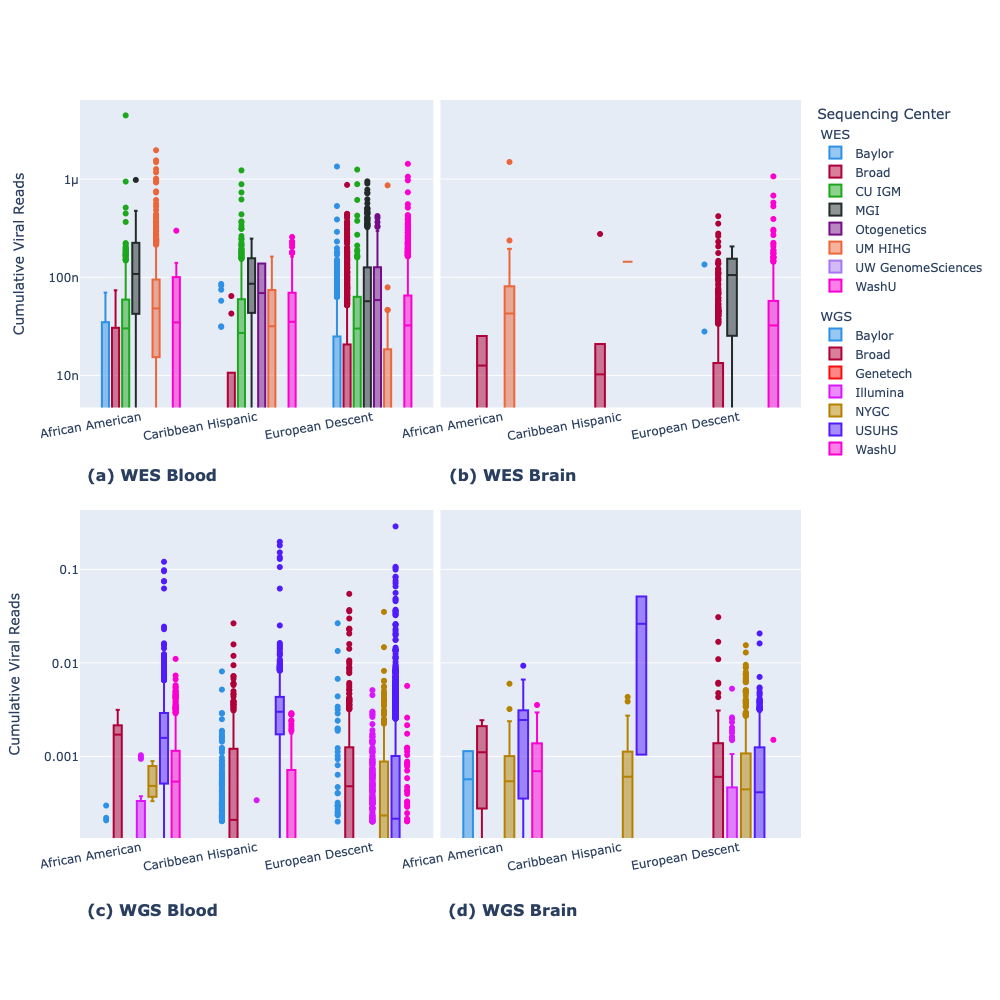 Cumulative Viral Reads
1μ
100n
10n
African American
Caribbean Hispanic
European Descent
African American
Caribbean Hispanic
European Descent
(a) WES Blood
(b) WES Brain
Sequencing Center
WES
Baylor
Broad
CU IGM
MGI
Otogenetics
UM HIHG
UW GenomeSciences
WashU
WGS
Baylor
Broad
Genetech
Illumina
NYGC
USUHS
WashU
Cumulative Viral Reads
0.1
0.01
0.001
African American
Caribbean Hispanic
European Descent
African American
Caribbean Hispanic
European Descent
(c) WGS Blood
(d) WGS Brain